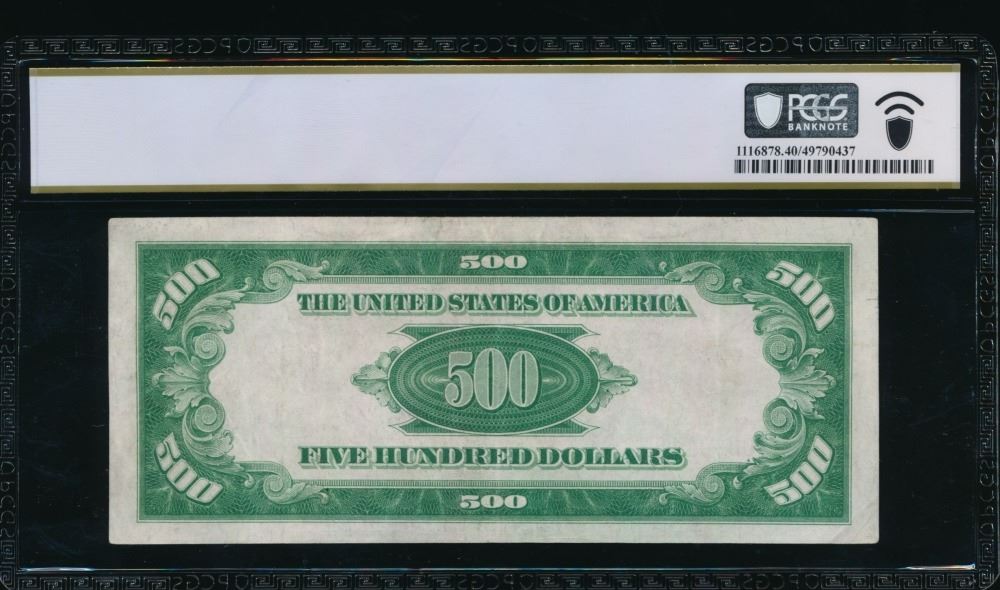 PCGS
BANKNOTE
1116878.40/49790437
500
500 500
THE UNITED STATES OF AMERICA
500
FIVE HUNDRED DOLLARS
500 500
500